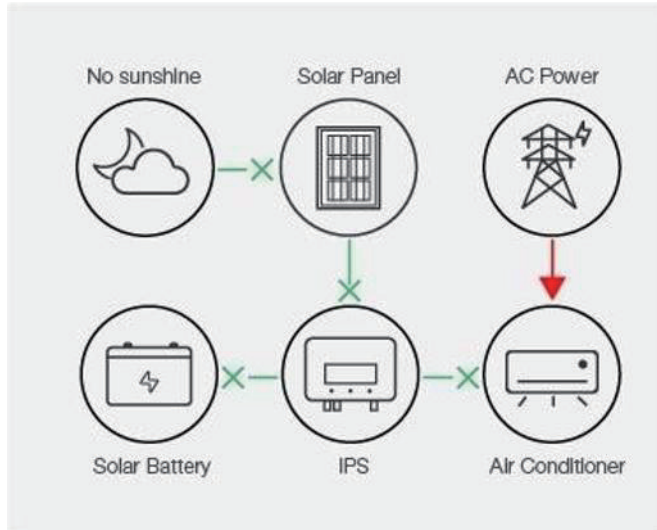 No sunshine
Solar Panel
AC Power
Solar Battery
IPS
Air Conditioner